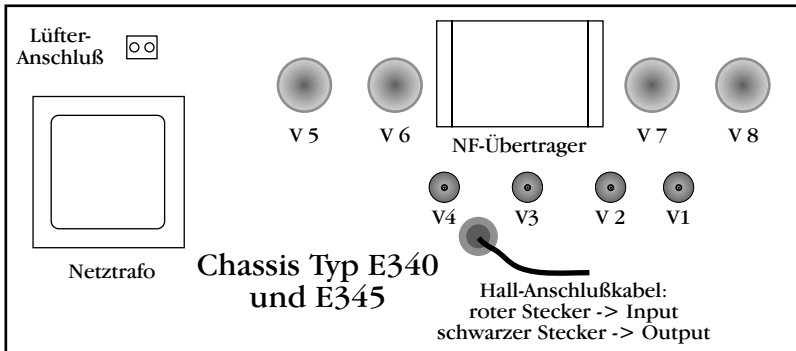 Lüfter-
Anschluß
V 5
V 6
NF-Übertrager
V 7
V 8
V4
V3
V 2
V1
Netztrafo
Chassis Typ E340
und E345
Hall-Anschlußkabel:
roter Stecker -> Input
schwarzer Stecker -> Output